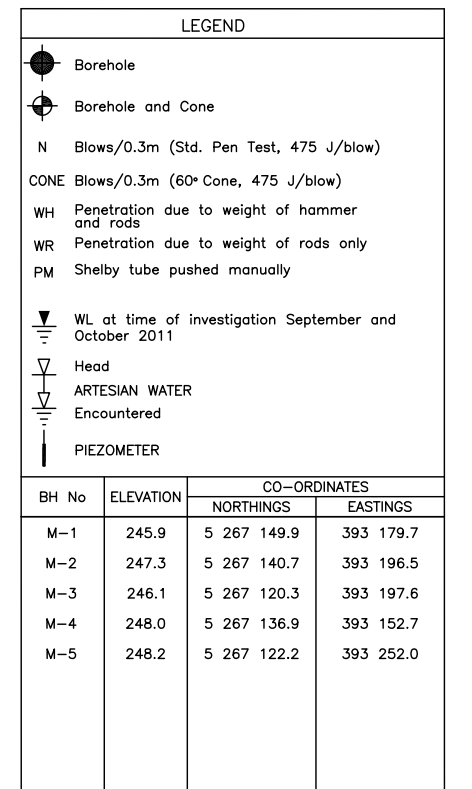 LEGEND
Borehole
Borehole and Cone
N Blows/0.3m (Std. Pen Test, 475 J/blow)
CONE Blows/0.3m (60° Cone, 475 J/blow)
WH Penetration due to weight of hammer
and rods
WR Penetration due to weight of rods only
PM Shelby tube pushed manually
WL at time of investigation September and
October 2011
Head
ARTESIAN WATER
Encountered
PIEZOMETER
BH No ELEVATION CO-ORDINATES
NORTHINGS EASTINGS
M-1 245.9 5 267 149.9 393 179.7
M-2 247.3 5 267 140.7 393 196.5
M-3 246.1 5 267 120.3 393 197.6
M-4 248.0 5 267 136.9 393 152.7
M-5 248.2 5 267 122.2 393 252.0